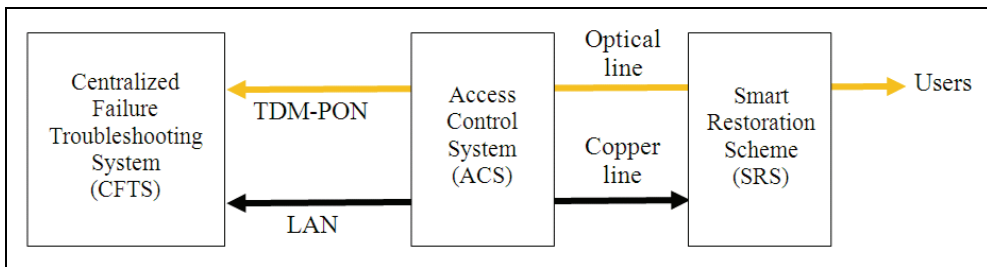 Centralized
Failure
Troubleshooting
System
(CFTS)
TDM-PON
LAN
Access
Control
System
(ACS)
Optical
line
Copper
line
Smart
Restoration
Scheme
(SRS)
Users